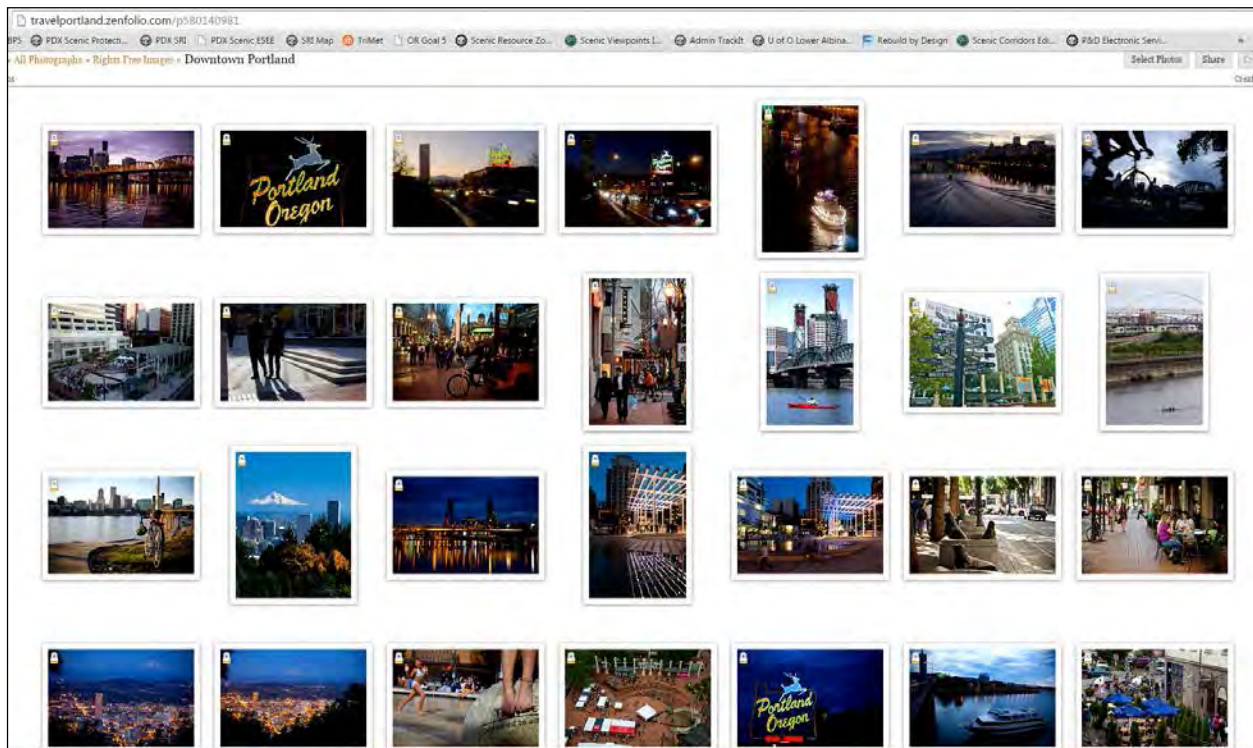 travelportland.zenfolio.com/p580140981
BPS PDX Scenic Protecti... PDX SRI PDX Scenic ESEE SRI Map TriMet OR Goal 5 Scenic Resource Zo... Scenic Viewpoints I... Admin TrackIt U of O Lower Albina... Rebuild by Design Scenic Corridors Edi... P&D Electronic Servi...
All Photographs » Rights Free Images » Downtown Portland Select Photos Share
Creat
Portland
Oregon
Portland
Oregon